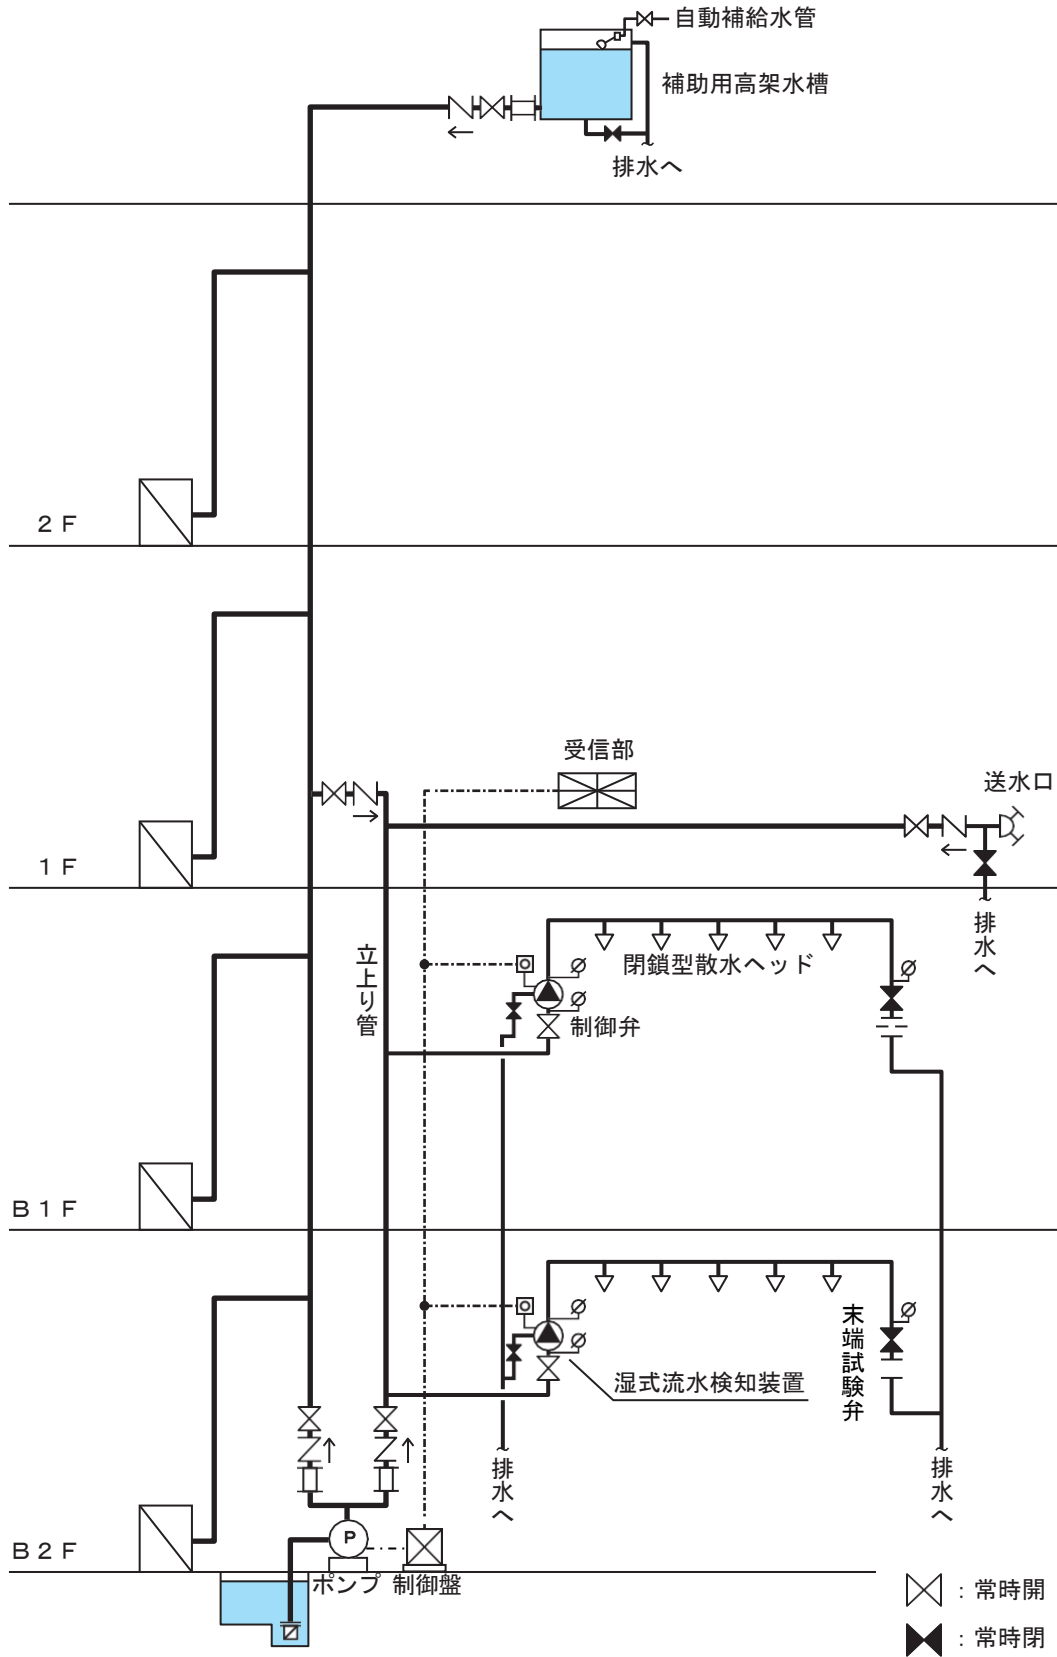 自動補給水管
補助用高架水槽
排水へ
2F
受信部
送水口
1F
排水へ
立上り管
閉鎖型散水ヘッド
制御弁
B1F
末端試験弁
湿式流水検知装置
排水へ
排水へ
P
B2F
ポンプ
制御盤
：常時開
：常時閉